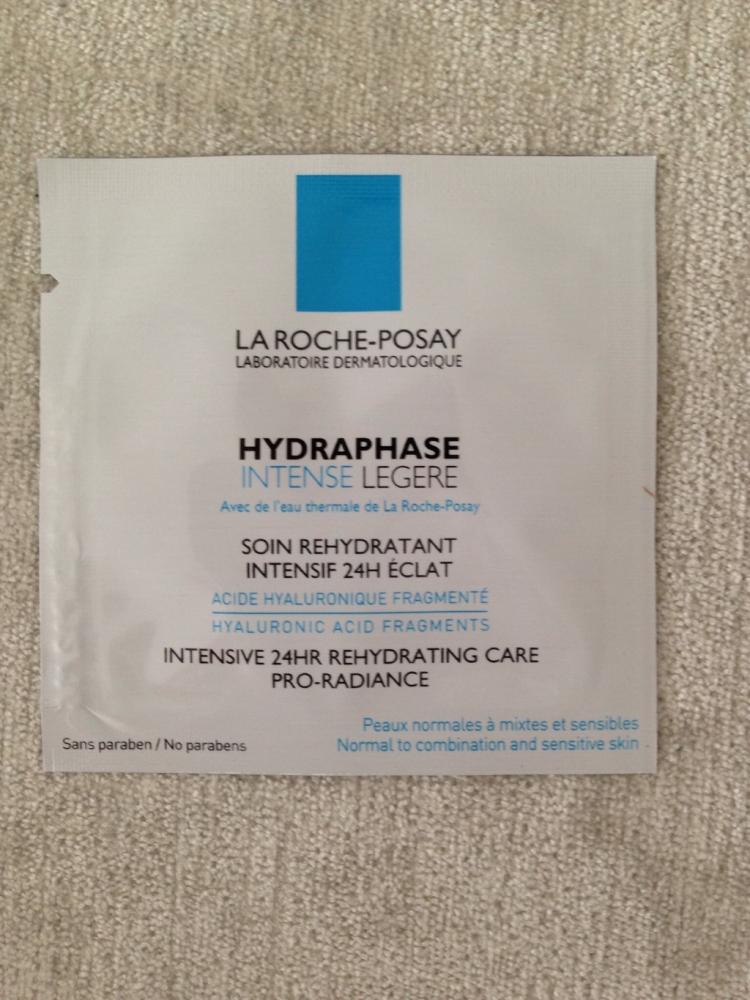 LA ROCHE-POSAY
LABORATOIRE DERMATOLOGIQUE
HYDRAPHASE
INTENSE LEGERE
Avec de l'eau thermale de La Roche-Posay
SOIN REHYDRATANT
INTENSIF 24H ÉCLAT
ACIDE HYALURONIQUE FRAGMENTÉ
HYALURONIC ACID FRAGMENTS
INTENSIVE 24HR REHYDRATING CARE
PRO-RADIANCE
Sans paraben / No parabens
Peaux normales à mixtes et sensibles
Normal to combination and sensitive skin